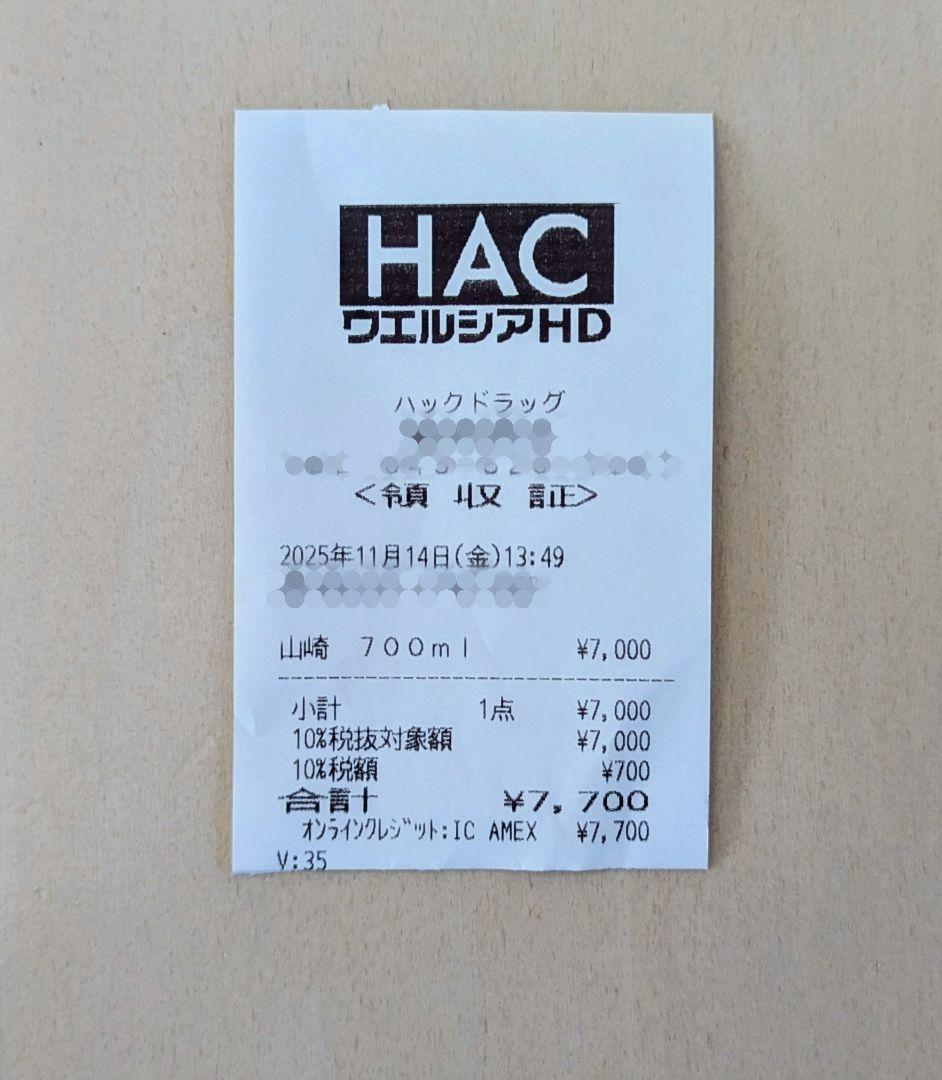 HAC
ウエルシアHD
ハックドラッグ
<領収証>
2025年11月14日(金)13:49
山崎　７００ｍｌ ¥7,000
小計 1点 ¥7,000
10%税抜対象額 ¥7,000
10%税額 ¥700
合計 ¥7,700
ｵﾝﾗｲﾝｸﾚｼﾞｯﾄ:IC AMEX ¥7,700
V:35